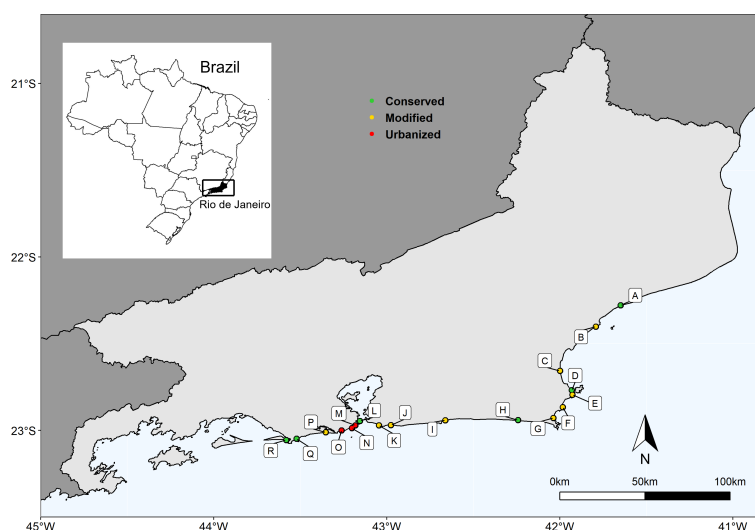 Brazil
Rio de Janeiro
Conserved
Modified
Urbanized
21°S
22°S
23°S
A
B
C
D
E
F
G
H
I
J
K
L
M
N
O
P
Q
R
N
0km 50km 100km
45°W 44°W 43°W 42°W 41°W